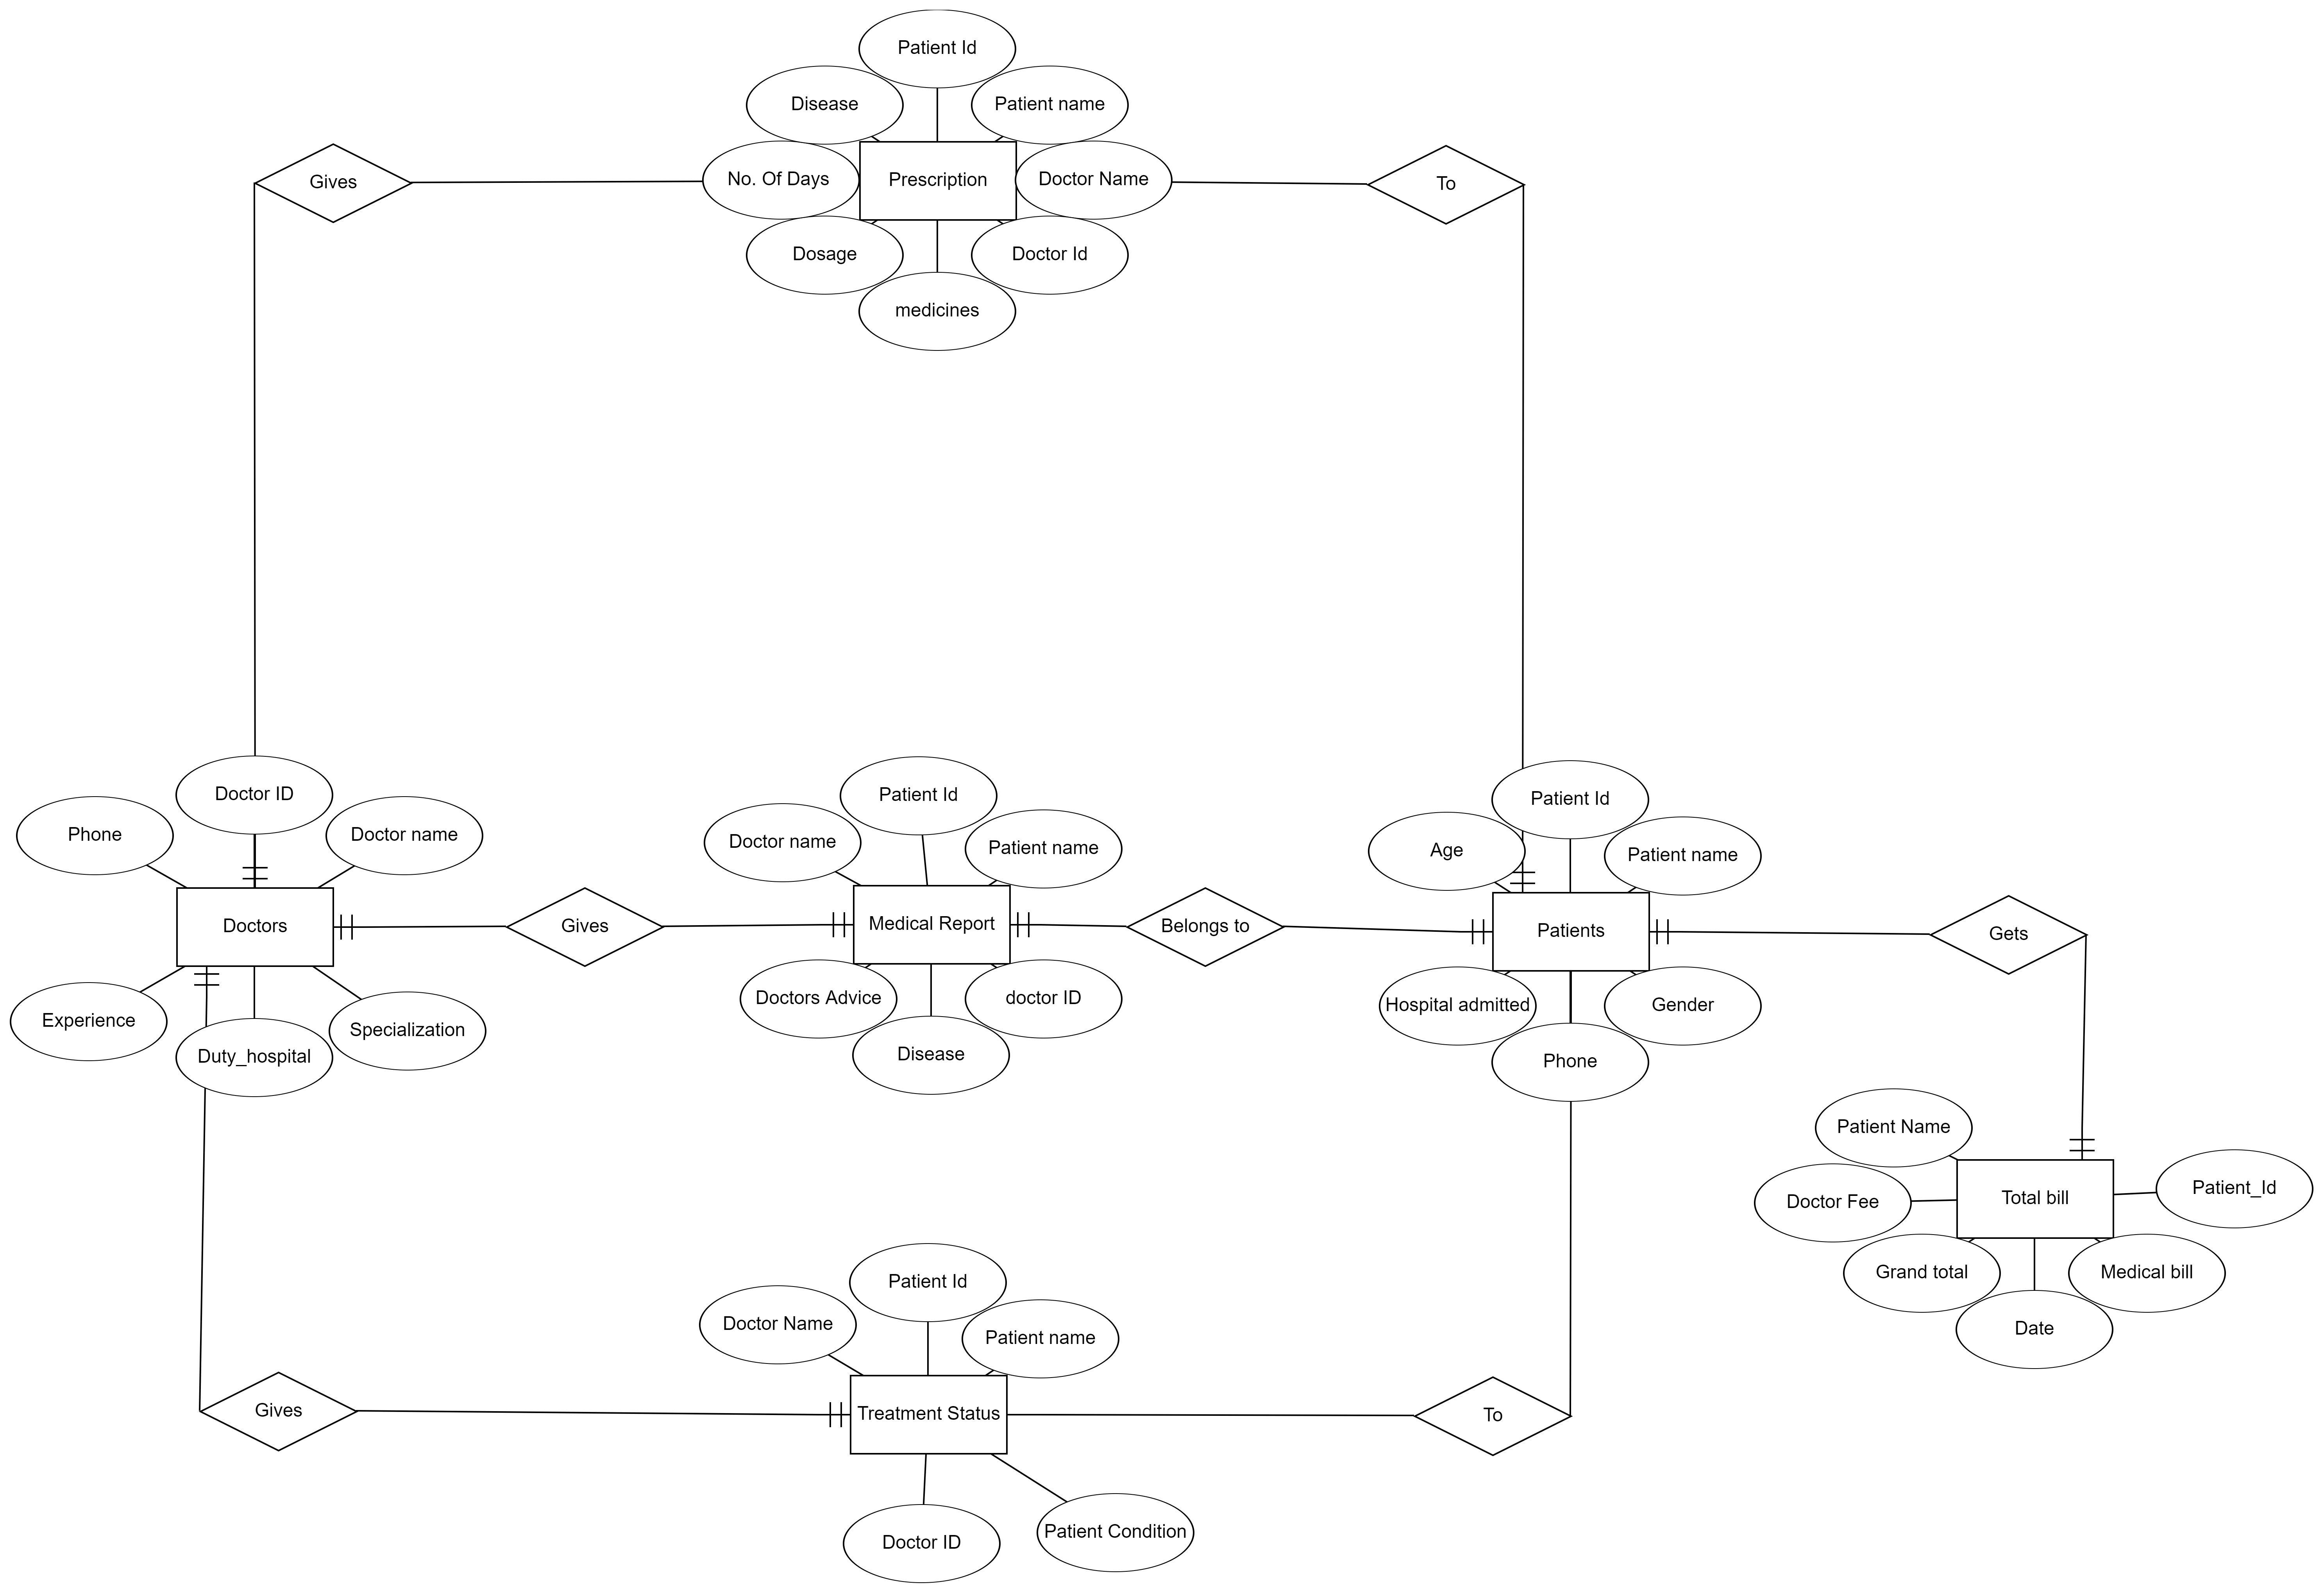 Patient Id
Disease
Patient name
Gives
No. Of Days
Prescription
Doctor Name
To
Dosage
Doctor Id
medicines
Doctor ID
Phone
Doctor name
Doctors
Experience
Duty_hospital
Specialization
Gives
Patient Id
Doctor name
Patient name
Medical Report
Doctors Advice
doctor ID
Disease
Belongs to
Patient Id
Age
Patient name
Patients
Hospital admitted
Gender
Phone
Gets
Patient Name
Doctor Fee
Total bill
Patient_Id
Grand total
Medical bill
Date
Patient Id
Doctor Name
Patient name
Gives
Treatment Status
To
Doctor ID
Patient Condition